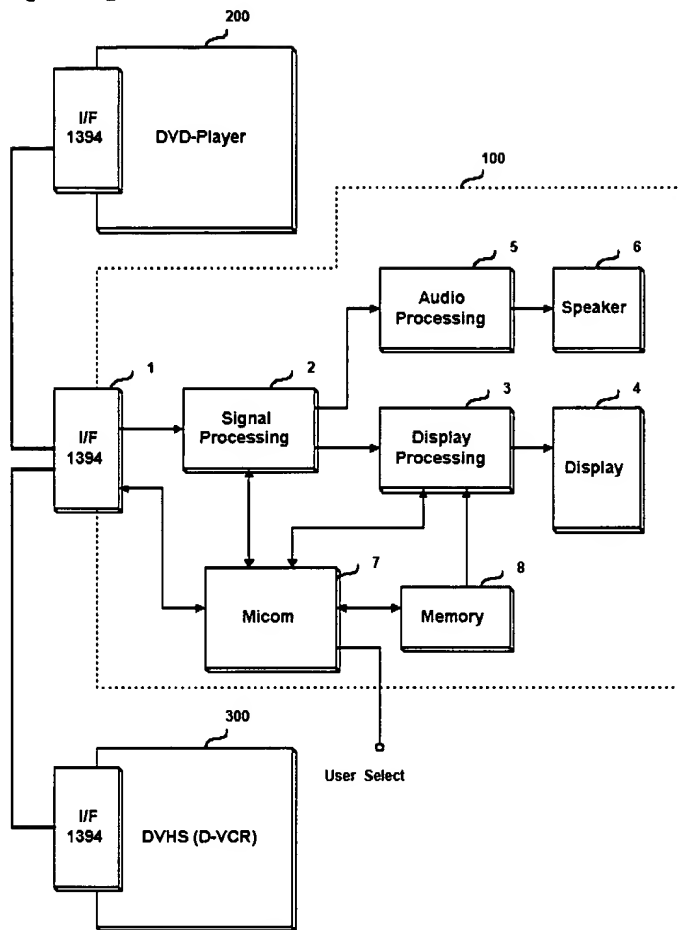 200
I/F
1394
DVD-Player
100
5
6
Audio
Processing
Speaker
1
2
3
4
I/F
1394
Signal
Processing
Display
Processing
Display
7
8
Micom
Memory
300
User Select
I/F
1394
DVHS (D-VCR)